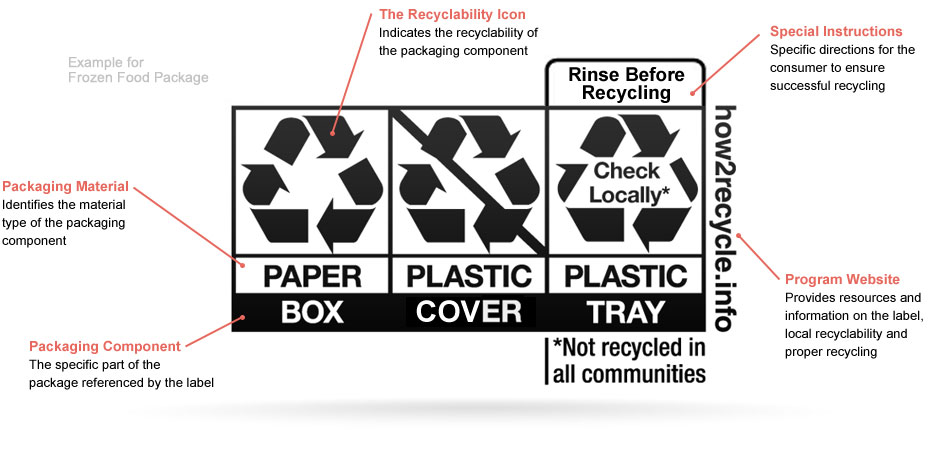 The Recyclability Icon
Indicates the recyclability of
the packaging component
Special Instructions
Specific directions for the
consumer to ensure
successful recycling
Example for
Frozen Food Package
Rinse Before
Recycling
Check
Locally*
how2recycle.info
Packaging Material
Identifies the material
type of the packaging
component
PAPER
PLASTIC
PLASTIC
BOX
COVER
TRAY
Program Website
Provides resources and
information on the label,
local recyclability and
proper recycling
Packaging Component
The specific part of the
package referenced by the label
*Not recycled in
all communities